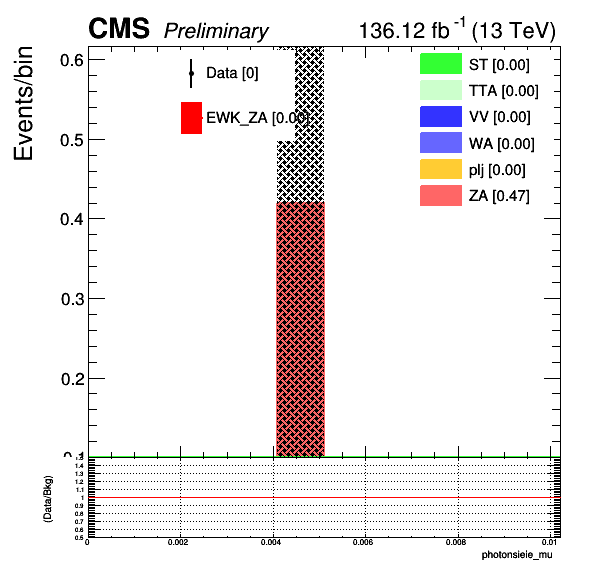 CMS Preliminary 136.12 fb⁻¹ (13 TeV)
Events/bin
0.6
0.5
0.4
0.3
0.2
0.1
Data [0]
EWK_ZA [0.00]
ST [0.00]
TTA [0.00]
VV [0.00]
WA [0.00]
plj [0.00]
ZA [0.47]
(Data/Bkg)
1.5
1.4
1.3
1.2
1.1
1
0.9
0.8
0.7
0.6
0.5
0 0.002 0.004 0.006 0.008 0.01
photonsieie_mu